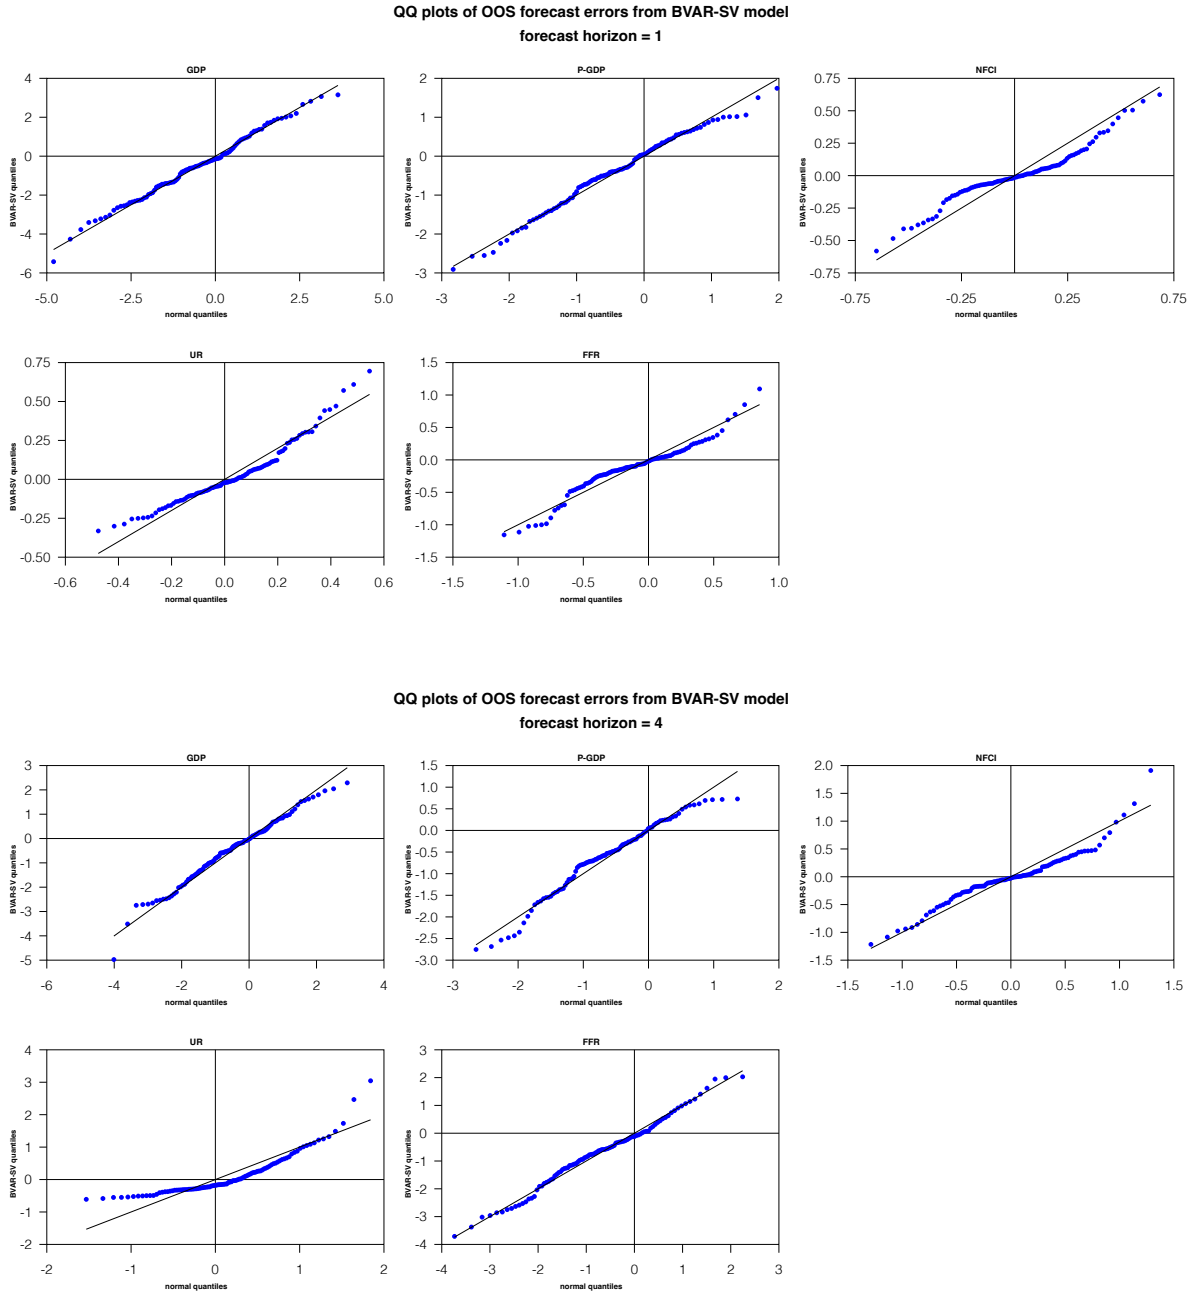 QQ plots of OOS forecast errors from BVAR-SV model
forecast horizon = 1
GDP
BVAR-SV quantiles
4
2
0
-2
-4
-6
-5.0 -2.5 0.0 2.5 5.0
normal quantiles
P-GDP
BVAR-SV quantiles
2
1
0
-1
-2
-3
-3 -2 -1 0 1 2
normal quantiles
NFCI
BVAR-SV quantiles
0.75
0.50
0.25
0.00
-0.25
-0.50
-0.75
-0.75 -0.25 0.25 0.75
normal quantiles
UR
BVAR-SV quantiles
0.75
0.50
0.25
0.00
-0.25
-0.50
-0.6 -0.4 -0.2 0.0 0.2 0.4 0.6
normal quantiles
FFR
BVAR-SV quantiles
1.5
1.0
0.5
0.0
-0.5
-1.0
-1.5
-1.5 -1.0 -0.5 0.0 0.5 1.0
normal quantiles
QQ plots of OOS forecast errors from BVAR-SV model
forecast horizon = 4
GDP
BVAR-SV quantiles
3
2
1
0
-1
-2
-3
-4
-5
-6 -4 -2 0 2 4
normal quantiles
P-GDP
BVAR-SV quantiles
1.5
1.0
0.5
0.0
-0.5
-1.0
-1.5
-2.0
-2.5
-3.0
-3 -2 -1 0 1 2
normal quantiles
NFCI
BVAR-SV quantiles
2.0
1.5
1.0
0.5
0.0
-0.5
-1.0
-1.5
-1.5 -1.0 -0.5 0.0 0.5 1.0 1.5
normal quantiles
UR
BVAR-SV quantiles
4
3
2
1
0
-1
-2
-2 -1 0 1 2
normal quantiles
FFR
BVAR-SV quantiles
3
2
1
0
-1
-2
-3
-4
-4 -3 -2 -1 0 1 2 3
normal quantiles